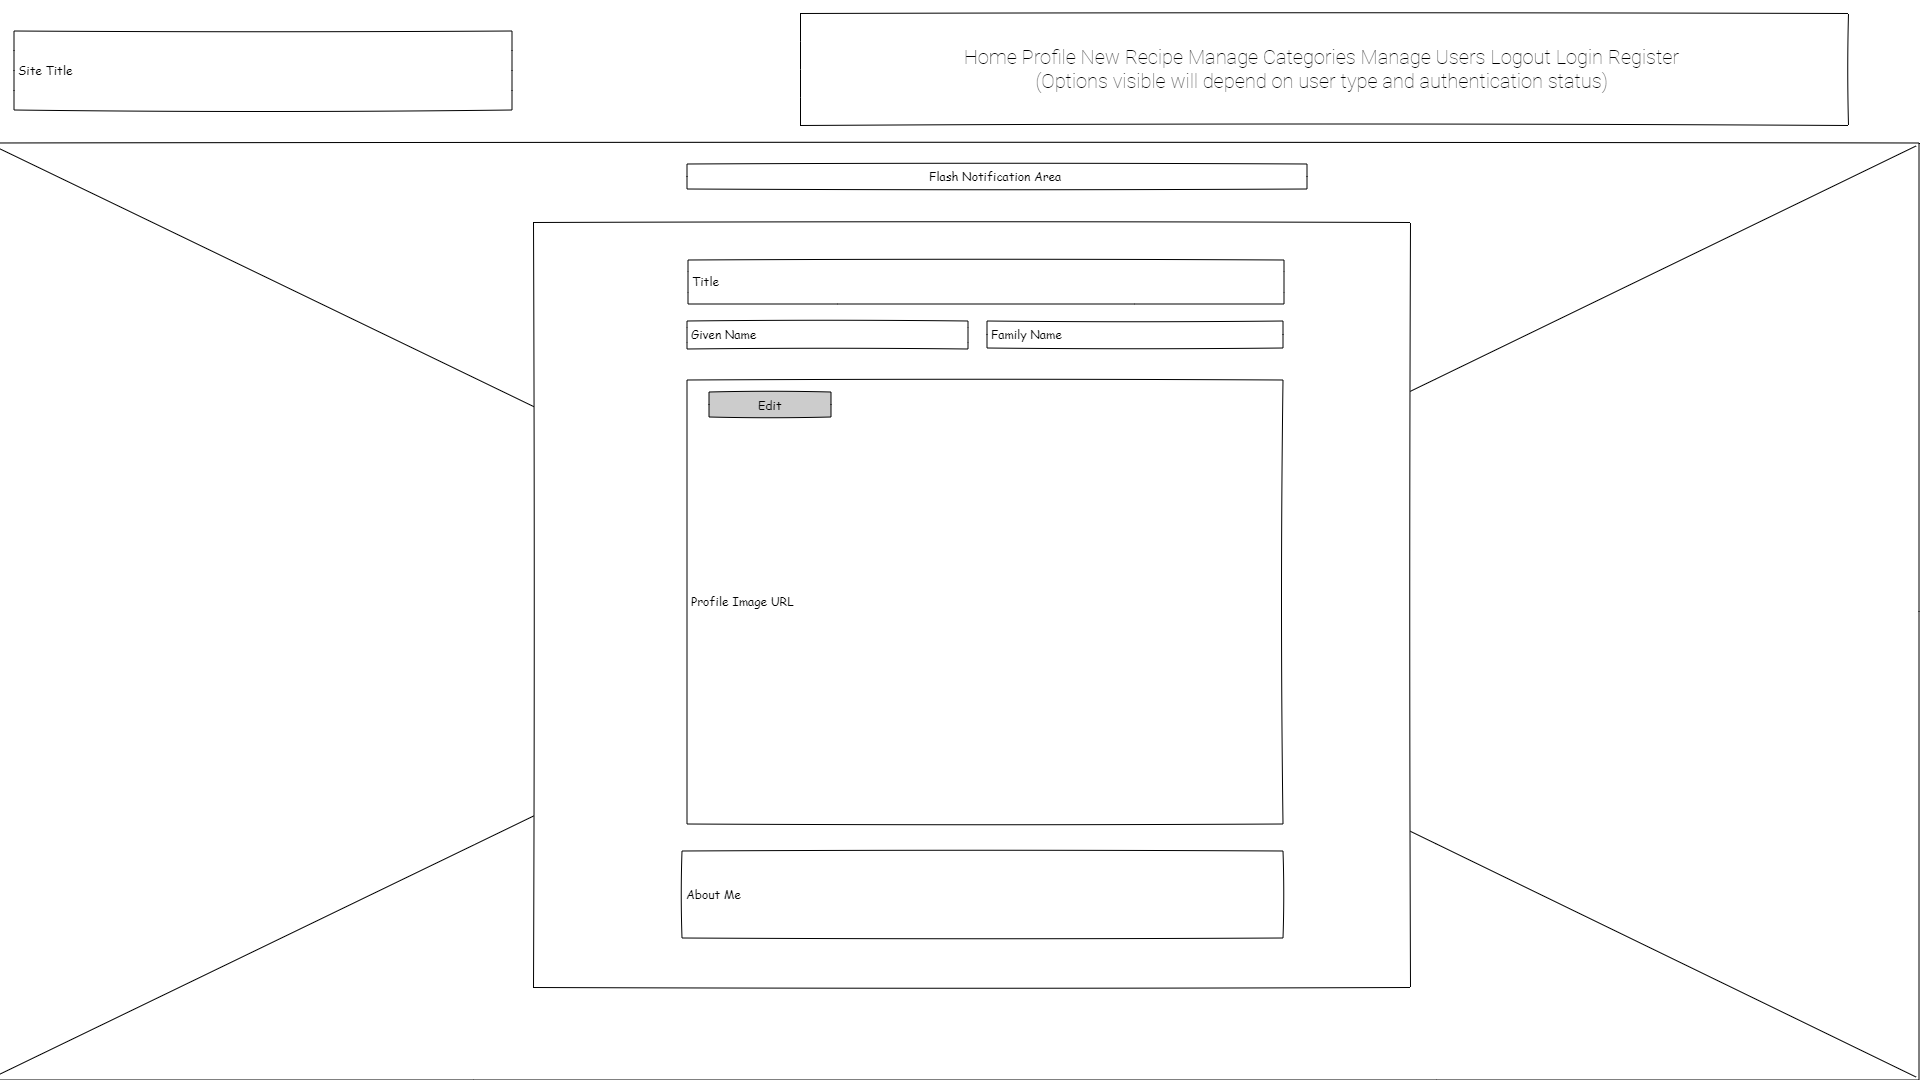 Site Title
Home Profile New Recipe Manage Categories Manage Users Logout Login Register
(Options visible will depend on user type and authentication status)
Flash Notification Area
Title
Given Name
Family Name
Edit
Profile Image URL
About Me